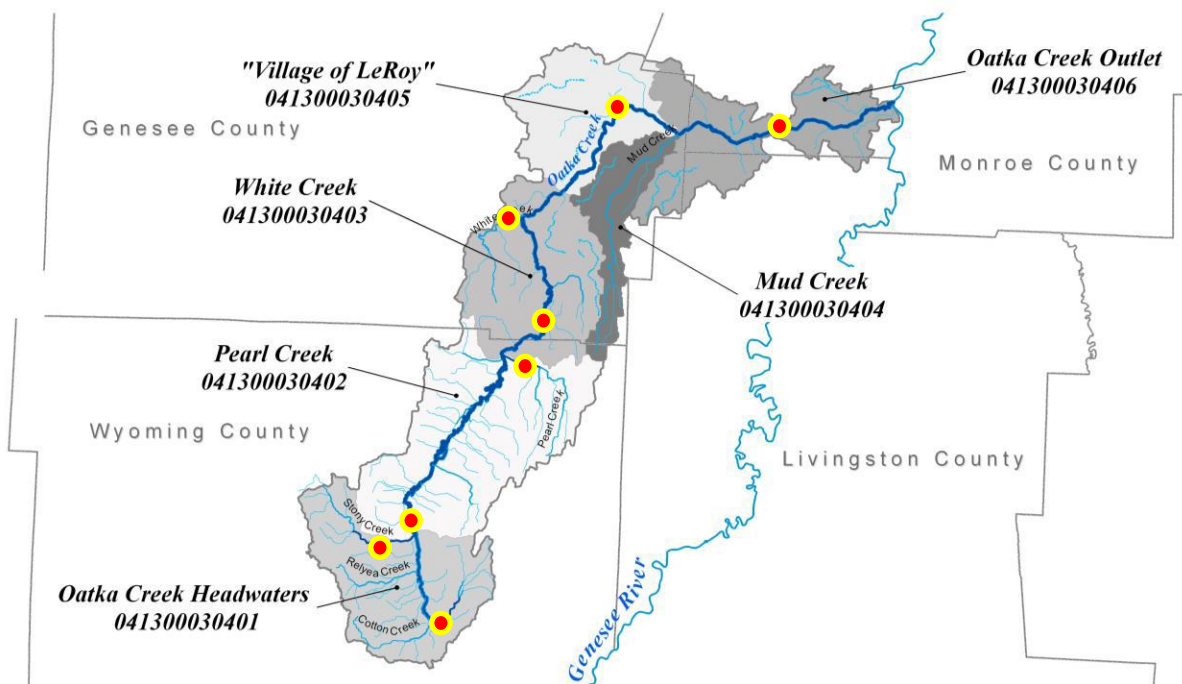 "Village of LeRoy"
041300030405
Oatka Creek Outlet
041300030406
Genesee County
Monroe County
Oatka Creek
Mud Creek
White Creek
041300030403
Mud Creek
041300030404
Pearl Creek
041300030402
Pearl Creek
Wyoming County
Livingston County
Stony Creek
Relyea Creek
Oatka Creek Headwaters
041300030401
Cotton Creek
Genesee River